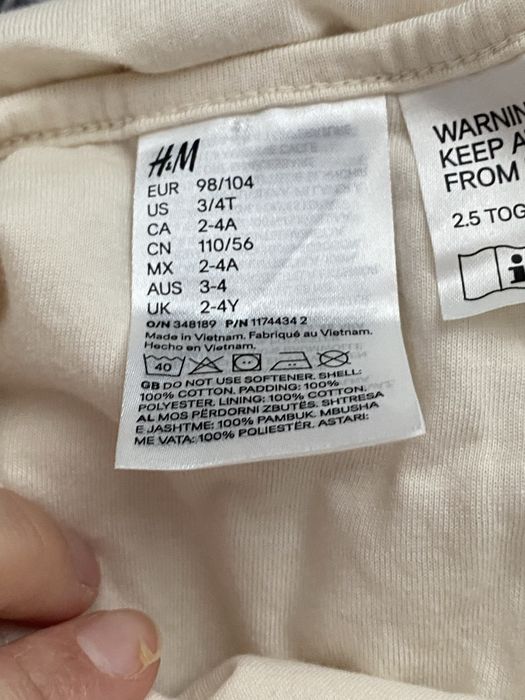 H&M
EUR 98/104
US 3/4T
CA 2-4A
CN 110/56
MX 2-4A
AUS 3-4
UK 2-4Y
O/N 348189 P/N 1174434 2
Made in Vietnam. Fabriqué au Vietnam.
Hecho en Vietnam.
40
GB DO NOT USE SOFTENER. SHELL:
100% COTTON. PADDING: 100%
POLYESTER. LINING: 100% COTTON.
AL MOS PËRDORNI ZBUTËS. SHTRESA
E JASHTME: 100% PAMBUK. MBUSHA
ME VATA: 100% POLIESTËR. ASTARI:
WARNIN
KEEP A
FROM
2.5 TOG
i